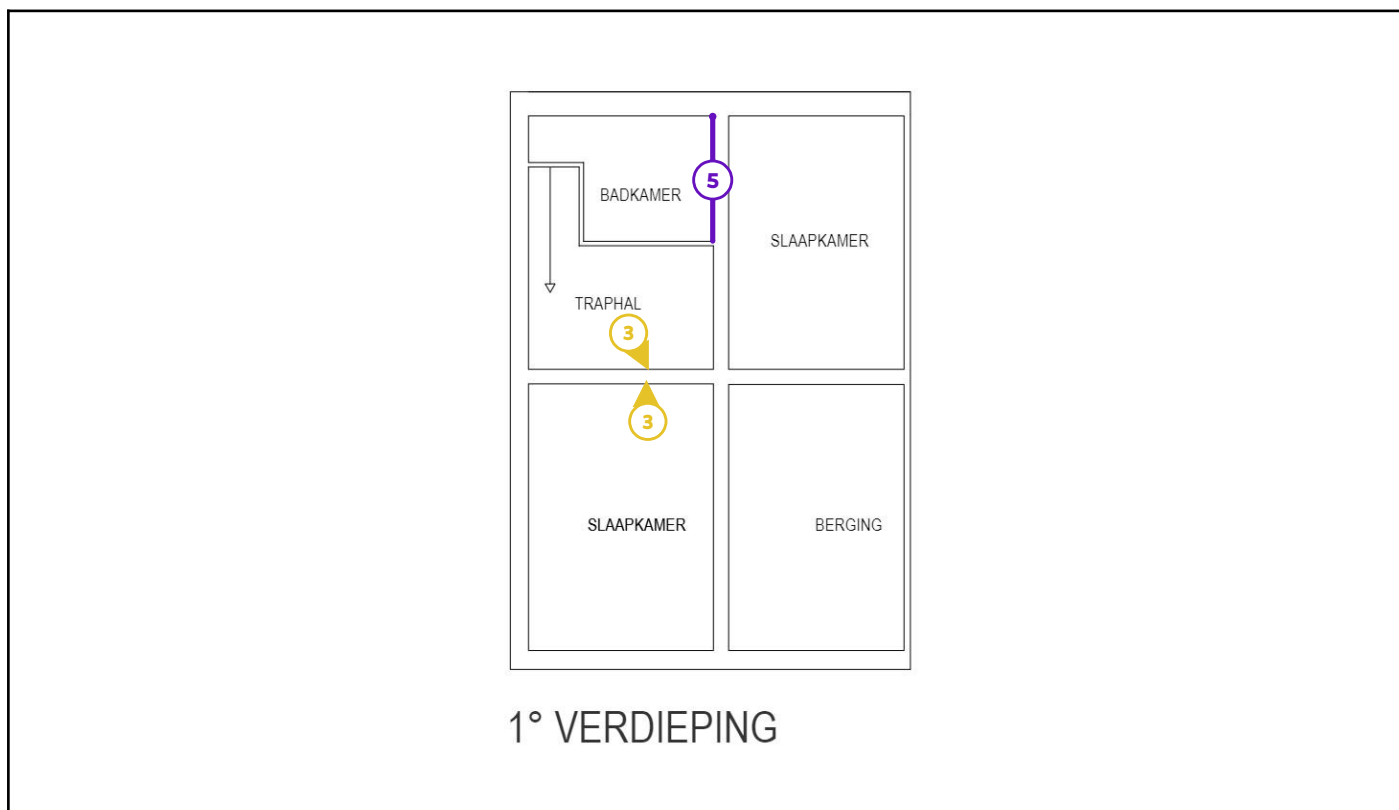 5
BADKAMER
SLAAPKAMER
TRAPHAL
3
3
SLAAPKAMER
BERGING
1° VERDIEPING